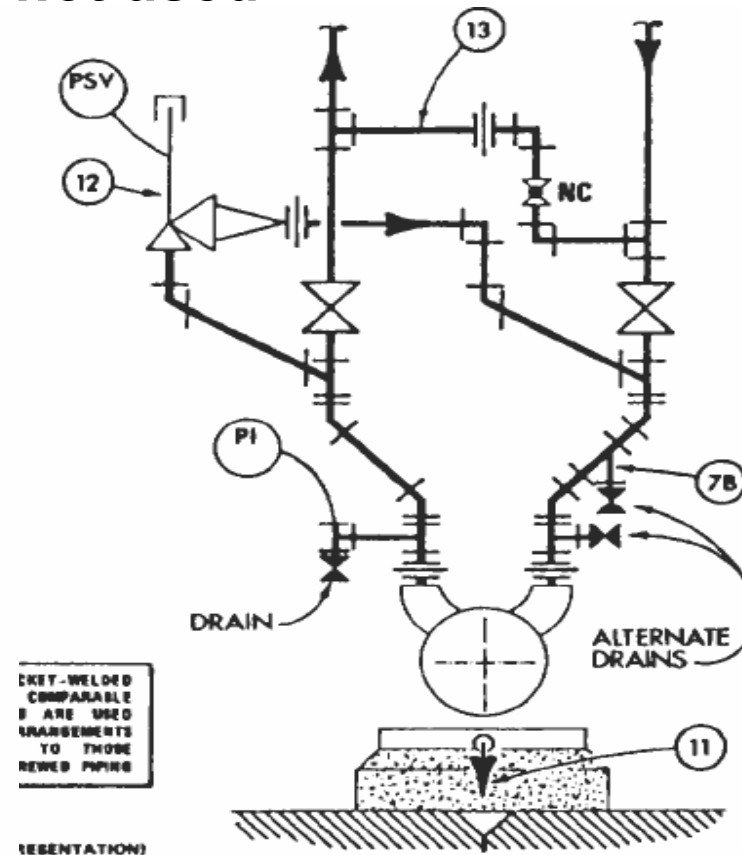 13
PSV
12
NC
PI
7B
DRAIN
ALTERNATE
DRAINS
CKET-WELDED
COMPARABLE
ARE USED
RRANGEMENTS
TO THOSE
REWED PIPING
11
RESENTATION)